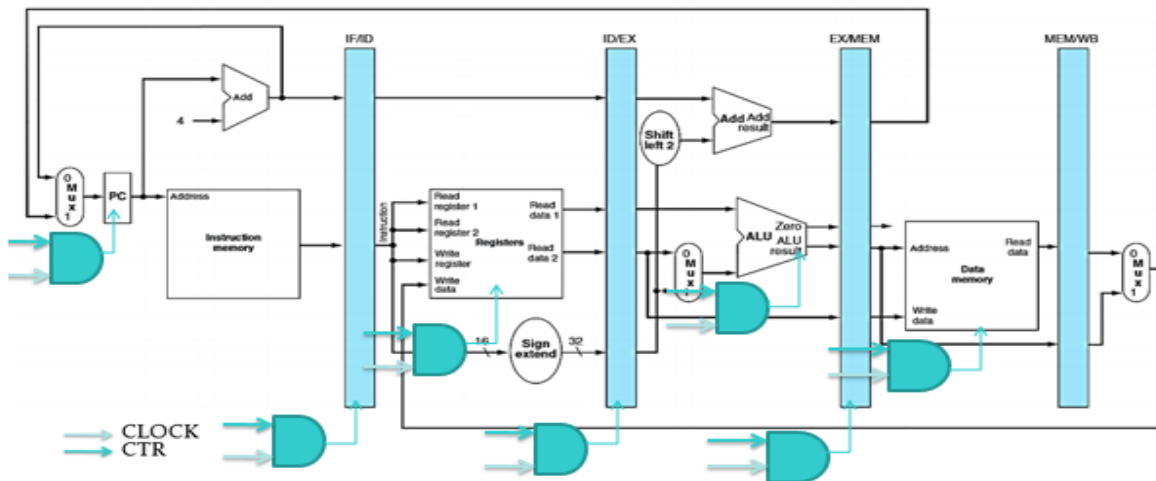 IF/ID
ID/EX
EX/MEM
MEM/WB
Add
4
Shift
left 2
Add Add
result
0
Mux
1
PC
Address
Instruction
memory
Instruction
Read
register 1
Read
register 2
Write
register
Write
data
Registers
Read
data 1
Read
data 2
0
Mux
ALU
Zero
ALU
result
Address
Write
data
Data
memory
Read
data
0
Mux
1
16
Sign
extend
32
CLOCK
CTR